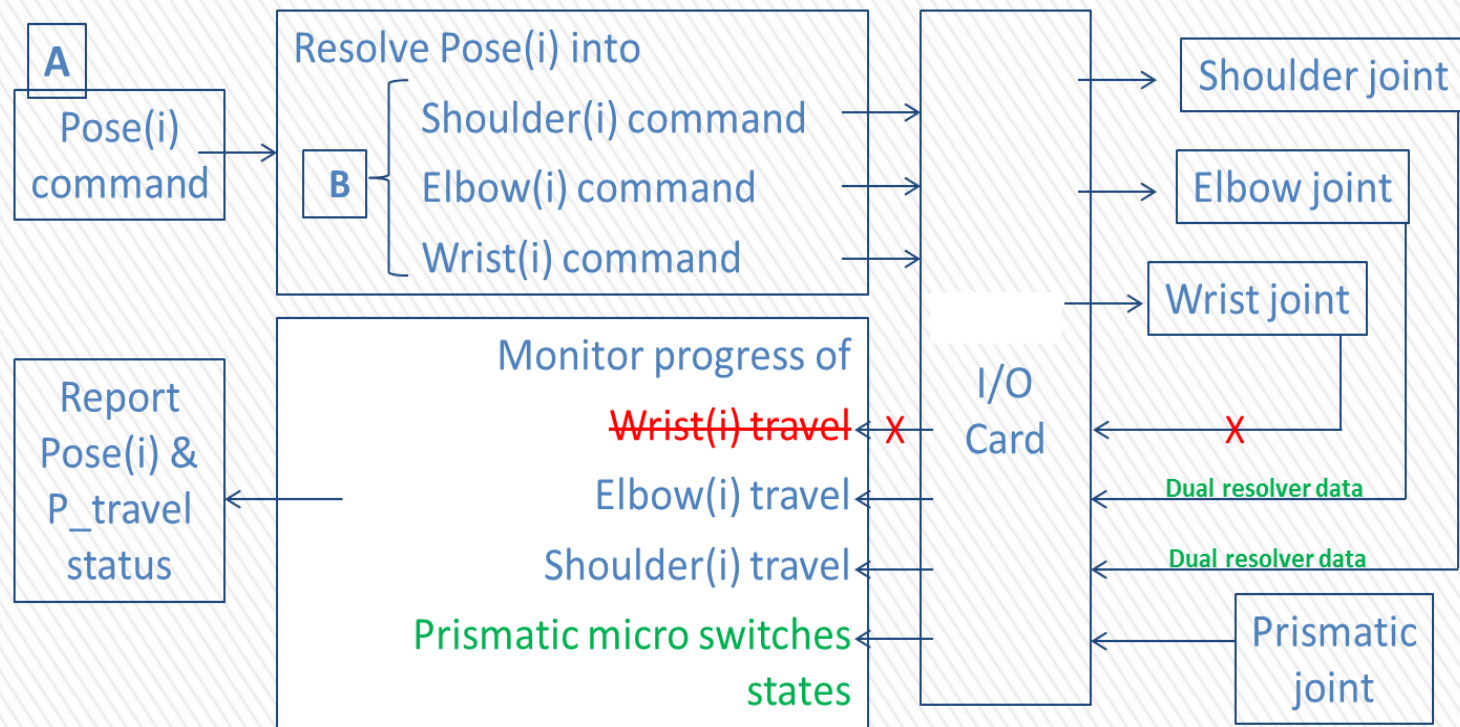 A
Pose(i)
command
Resolve Pose(i) into
B
Shoulder(i) command
Elbow(i) command
Wrist(i) command
I/O
Card
Shoulder joint
Elbow joint
Wrist joint
X
Dual resolver data
Dual resolver data
Prismatic
joint
Monitor progress of
Wrist(i) travel
X
Elbow(i) travel
Shoulder(i) travel
Prismatic micro switches
states
Report
Pose(i) &
P_travel
status